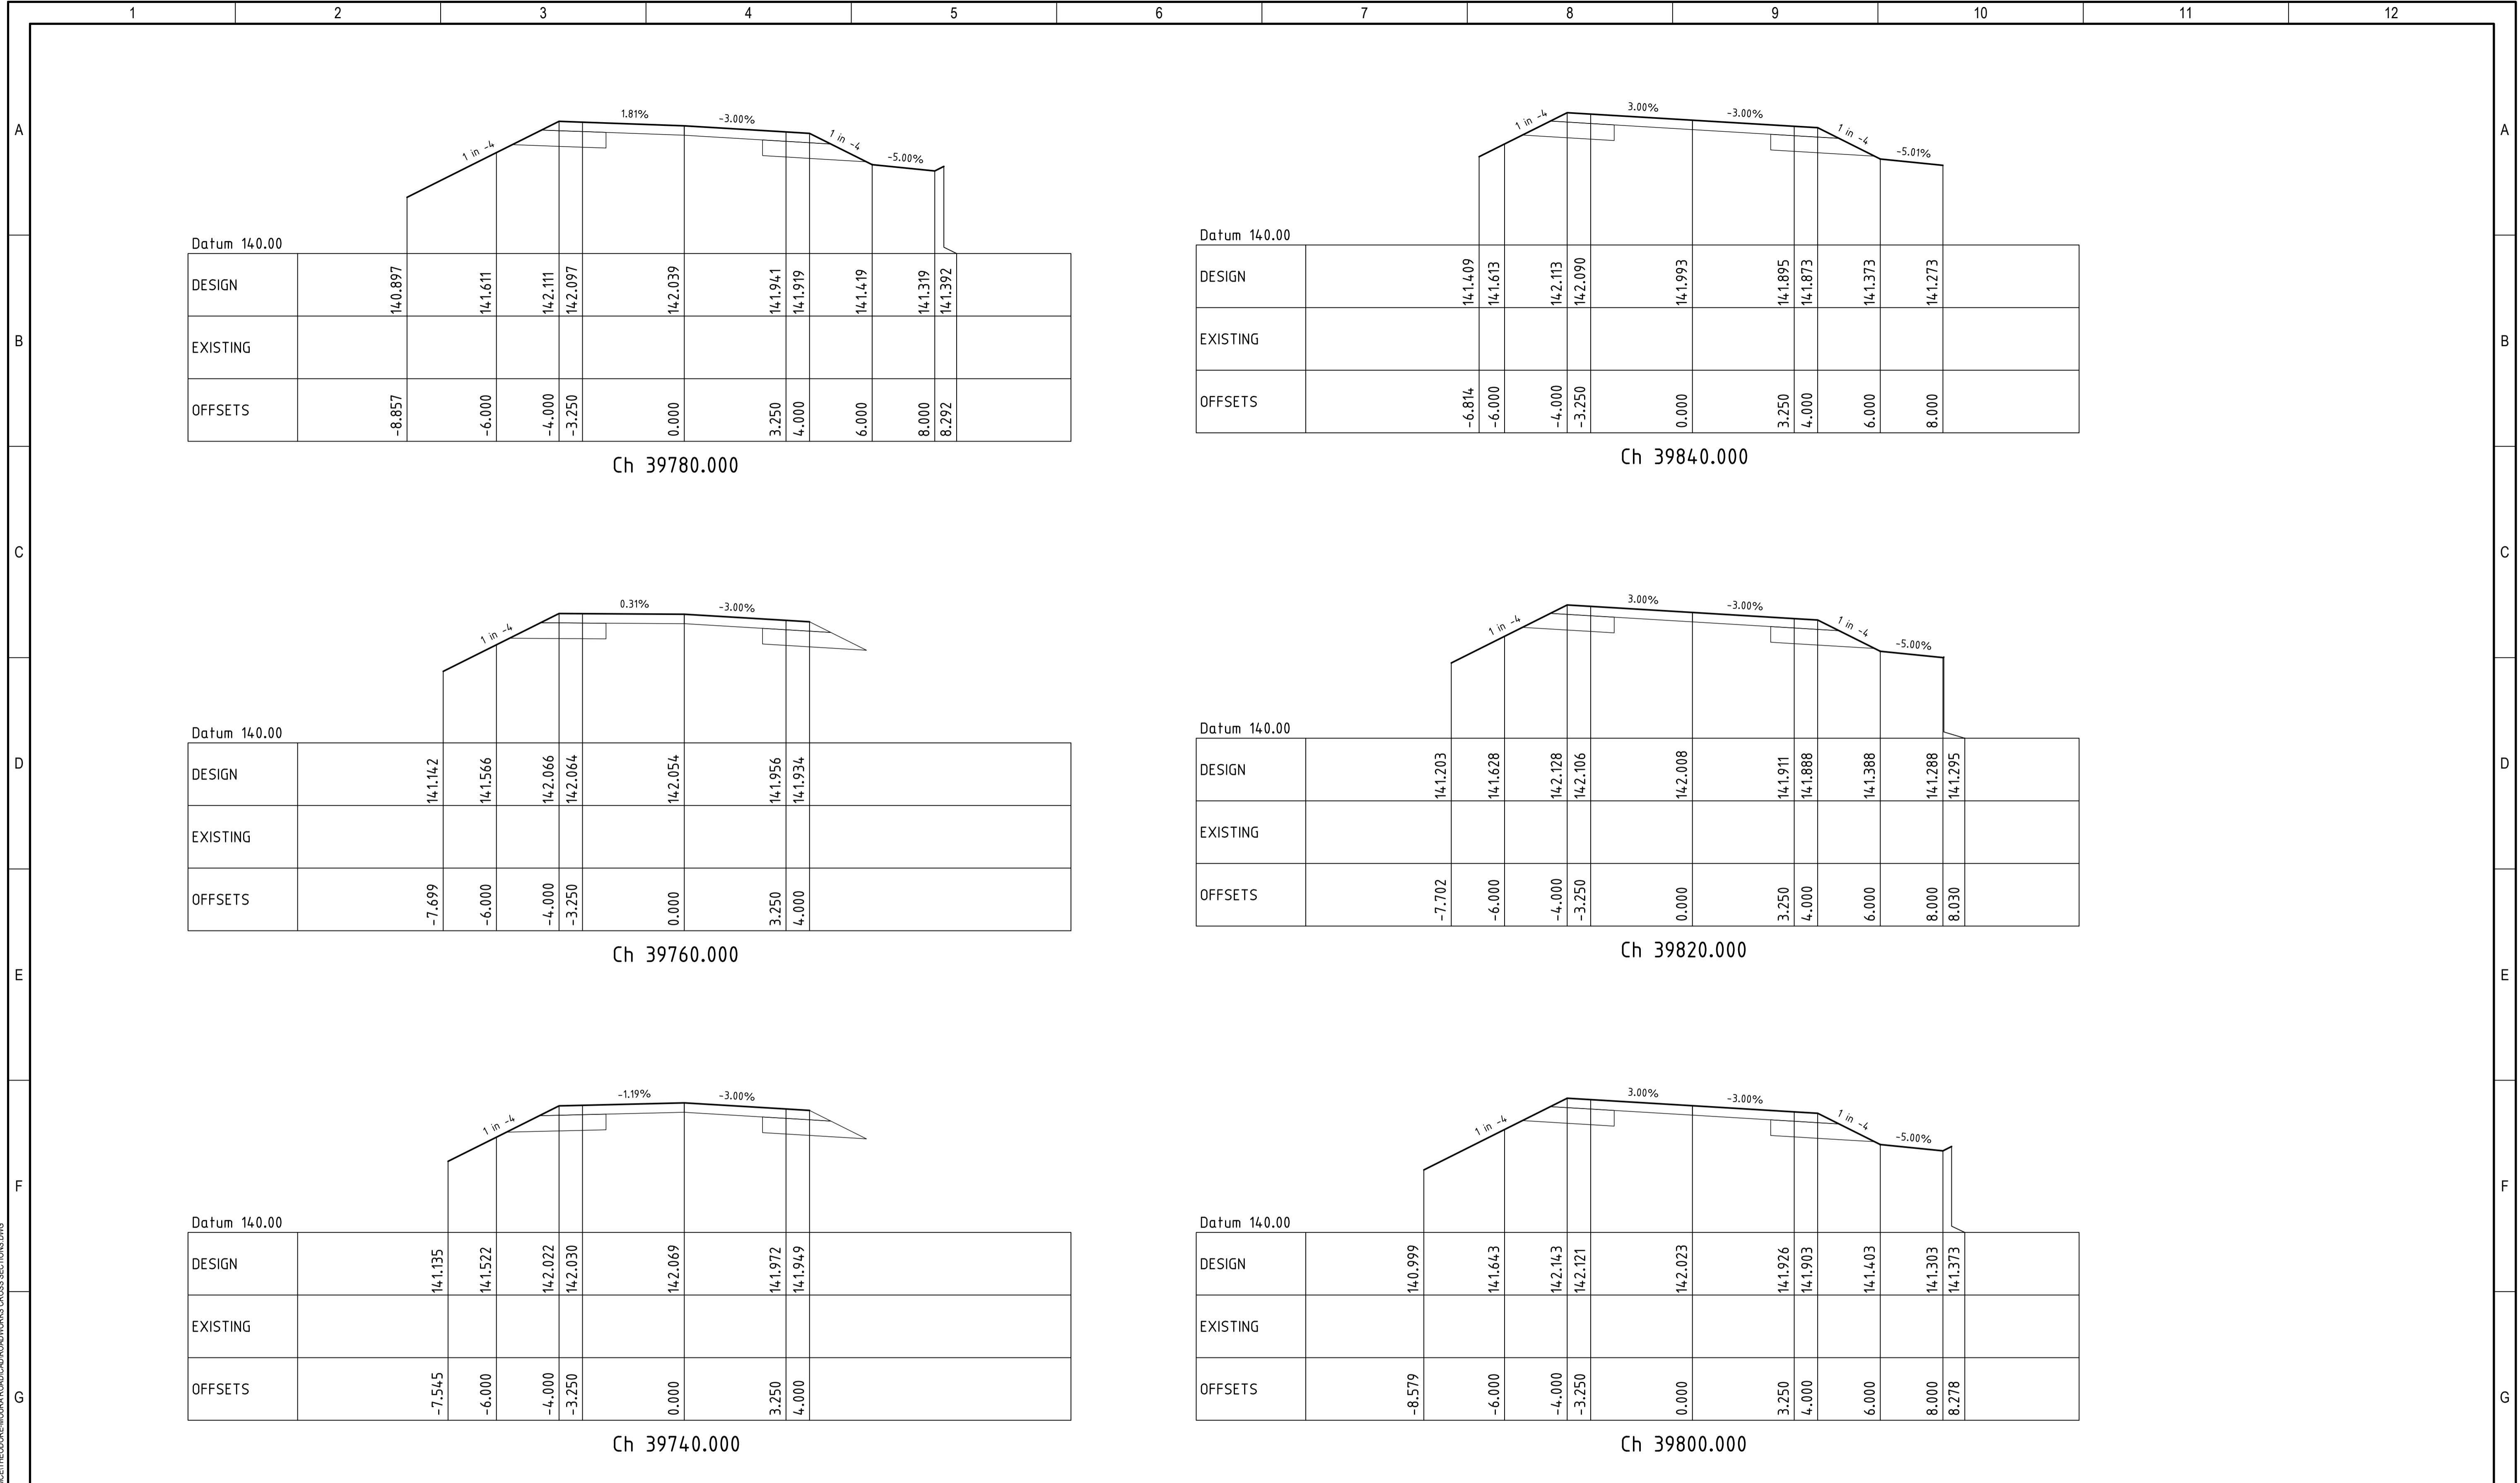 1 2 3 4 5 6 7 8 9 10 11 12
A A
B B
C C
D D
E E
F F
G G
1 in -4 1.81% -3.00% 1 in -4 -5.00%
Datum 140.00
DESIGN 140.897 141.611 142.111 142.097 142.039 141.941 141.919 141.419 141.319 141.392
EXISTING
OFFSETS -8.857 -6.000 -4.000 -3.250 0.000 3.250 4.000 6.000 8.000 8.292
Ch 39780.000
1 in -4 3.00% -3.00% 1 in -4 -5.01%
Datum 140.00
DESIGN 141.409 141.613 142.113 142.090 141.993 141.895 141.873 141.373 141.273
EXISTING
OFFSETS -6.814 -6.000 -4.000 -3.250 0.000 3.250 4.000 6.000 8.000
Ch 39840.000
1 in -4 0.31% -3.00%
Datum 140.00
DESIGN 141.142 141.566 142.066 142.064 142.054 141.956 141.934
EXISTING
OFFSETS -7.699 -6.000 -4.000 -3.250 0.000 3.250 4.000
Ch 39760.000
1 in -4 3.00% -3.00% 1 in -4 -5.00%
Datum 140.00
DESIGN 141.203 141.628 142.128 142.106 142.008 141.911 141.888 141.388 141.288 141.295
EXISTING
OFFSETS -7.702 -6.000 -4.000 -3.250 0.000 3.250 4.000 6.000 8.000 8.030
Ch 39820.000
1 in -4 -1.19% -3.00%
Datum 140.00
DESIGN 141.135 141.522 142.022 142.030 142.069 141.972 141.949
EXISTING
OFFSETS -7.545 -6.000 -4.000 -3.250 0.000 3.250 4.000
Ch 39740.000
1 in -4 3.00% -3.00% 1 in -4 -5.00%
Datum 140.00
DESIGN 140.999 141.643 142.143 142.121 142.023 141.926 141.903 141.403 141.303 141.373
EXISTING
OFFSETS -8.579 -6.000 -4.000 -3.250 0.000 3.250 4.000 6.000 8.000 8.278
Ch 39800.000